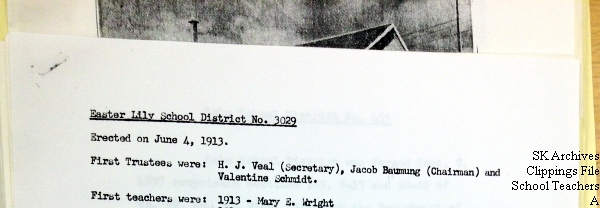 Easter Lily School District No. 3029
Erected on June 4, 1913.
First Trustees were: H. J. Veal (Secretary), Jacob Baumung (Chairman) and
Valentine Schmidt.
First teachers were: 1913 - Mary E. Wright
SK Archives
Clippings File
School Teachers
A